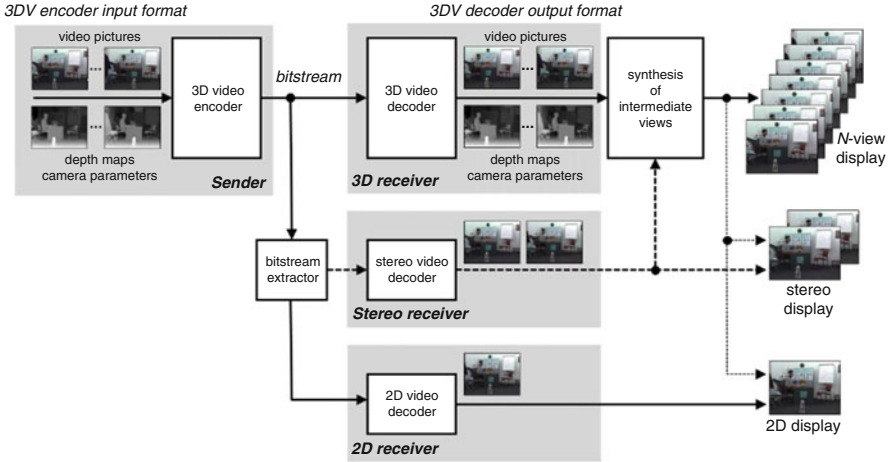 3DV encoder input format
3DV decoder output format
video pictures
...
...
depth maps
camera parameters
3D video
encoder
Sender
bitstream
3D video
decoder
video pictures
...
...
depth maps
camera parameters
3D receiver
synthesis
of
intermediate
views
N-view
display
bitstream
extractor
stereo video
decoder
Stereo receiver
stereo
display
2D video
decoder
2D receiver
2D display